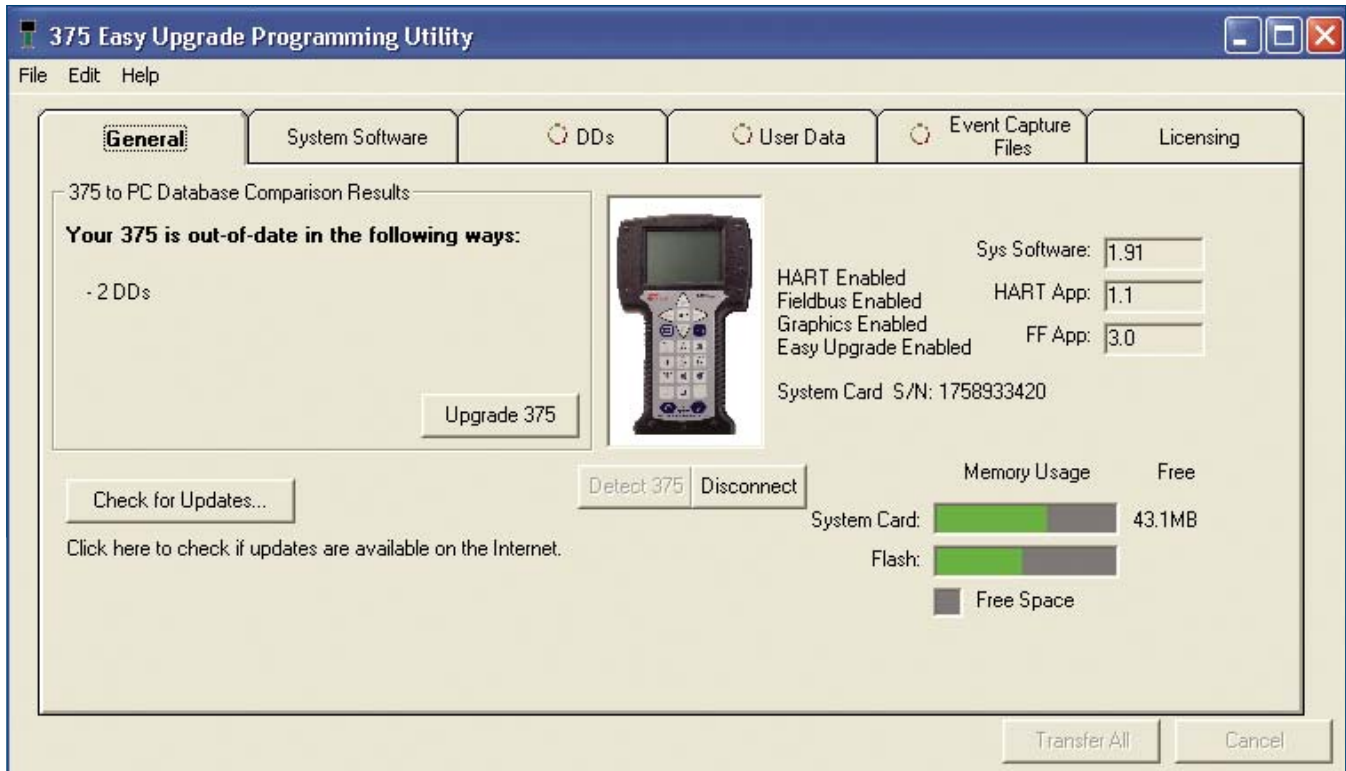 375 Easy Upgrade Programming Utility
File Edit Help
General System Software DDs User Data Event Capture Files Licensing
375 to PC Database Comparison Results
Your 375 is out-of-date in the following ways:
- 2 DDs
Upgrade 375
HART Enabled
Fieldbus Enabled
Graphics Enabled
Easy Upgrade Enabled
System Card S/N: 1758933420
Sys Software: 1.91
HART App: 1.1
FF App: 3.0
Check for Updates...
Click here to check if updates are available on the Internet.
Detect 375 Disconnect
Memory Usage Free
System Card: 43.1MB
Flash:
Free Space
Transfer All Cancel